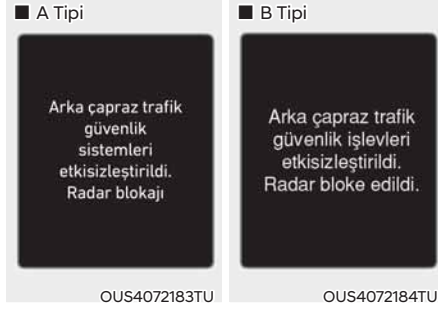 ■ A Tipi
Arka çapraz trafik
güvenlik
sistemleri
etkisizleştirildi.
Radar blokajı
OUS4072183TU
■ B Tipi
Arka çapraz trafik
güvenlik işlevleri
etkisizleştirildi.
Radar bloke edildi.
OUS4072184TU